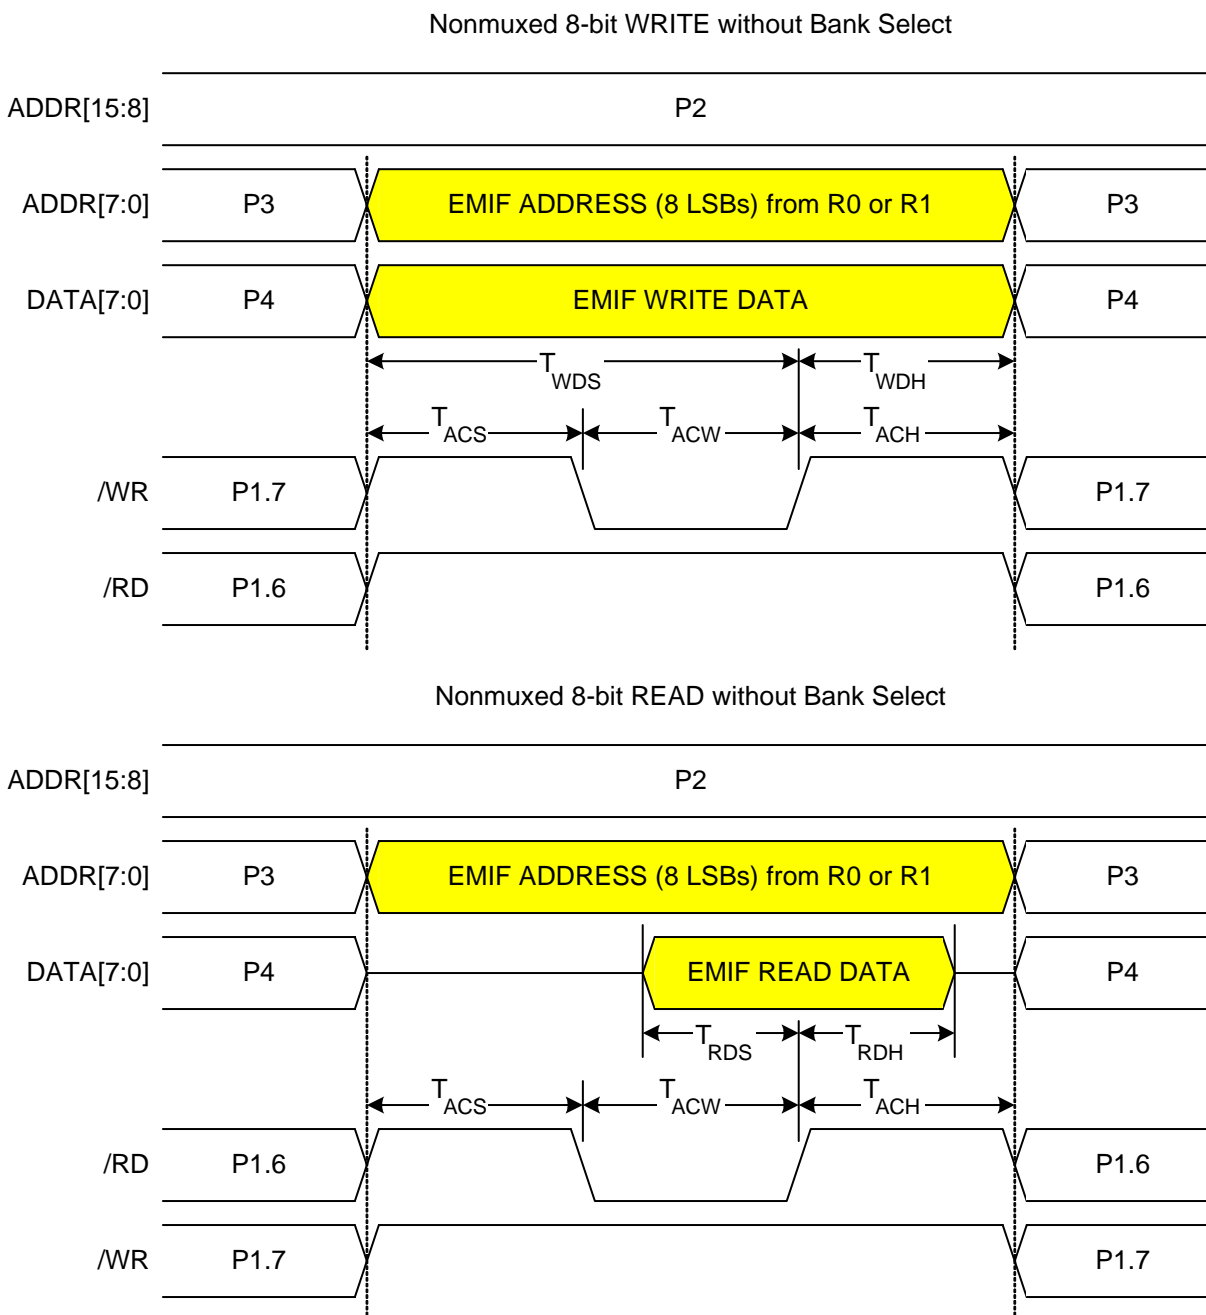 Nonmuxed 8-bit WRITE without Bank Select
ADDR[15:8] P2
ADDR[7:0] P3 EMIF ADDRESS (8 LSBs) from R0 or R1 P3
DATA[7:0] P4 EMIF WRITE DATA P4
TWDS TWDH
TACS TACW TACH
/WR P1.7 P1.7
/RD P1.6 P1.6
Nonmuxed 8-bit READ without Bank Select
ADDR[15:8] P2
ADDR[7:0] P3 EMIF ADDRESS (8 LSBs) from R0 or R1 P3
DATA[7:0] P4 EMIF READ DATA P4
TRDS TRDH
TACS TACW TACH
/RD P1.6 P1.6
/WR P1.7 P1.7